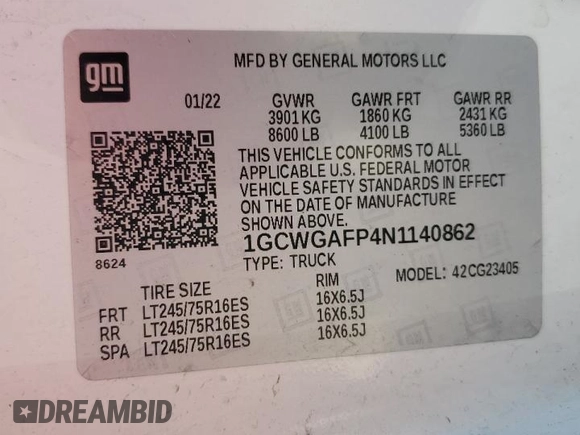 gm
MFD BY GENERAL MOTORS LLC
01/22 GVWR GAWR FRT GAWR RR
3901 KG 1860 KG 2431 KG
8600 LB 4100 LB 5360 LB
THIS VEHICLE CONFORMS TO ALL
APPLICABLE U.S. FEDERAL MOTOR
VEHICLE SAFETY STANDARDS IN EFFECT
ON THE DATE OF MANUFACTURE
SHOWN ABOVE.
1GCWGAFP4N1140862
8624
TYPE: TRUCK MODEL: 42CG23405
TIRE SIZE RIM
FRT LT245/75R16ES 16X6.5J
RR LT245/75R16ES 16X6.5J
SPA LT245/75R16ES 16X6.5J
DREAMBID